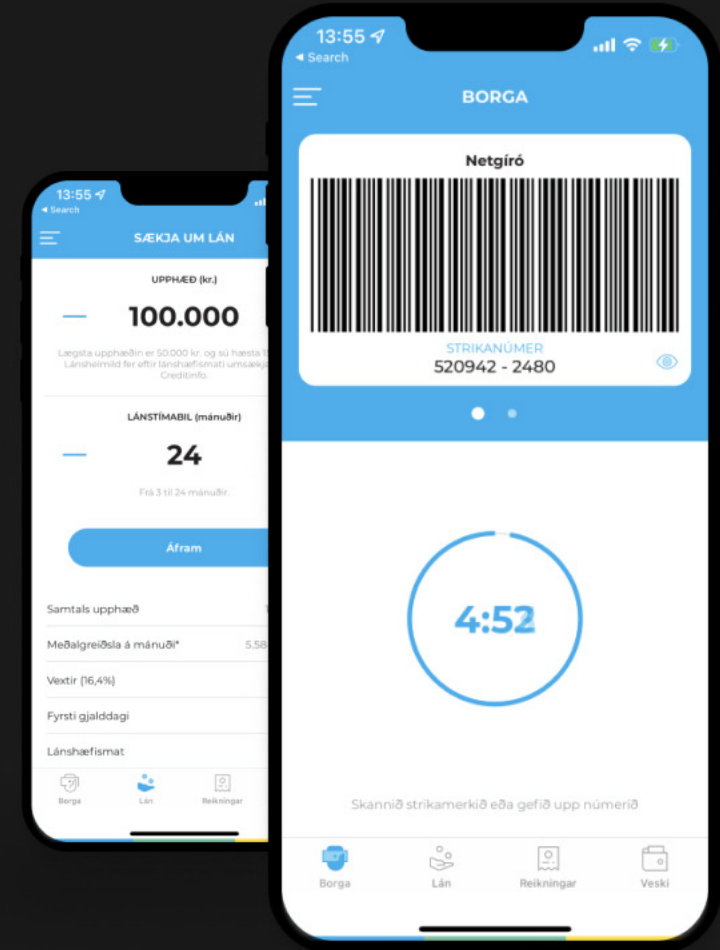 13:55
◄ Search
SÆKJA UM LÁN
UPPHÆÐ (kr.)
100.000
Lægsta upphæðin er 50.000 kr. og sú hæsta
Lánsheimild fer eftir lánshæfismati
Creditinfo.
LÁNSTÍMABIL (mánuðir)
24
Frá 3 til 24 mánuðir.
Áfram
Samtals upphæð
Meðalgreiðsla á mánuði* 5.58
Vextir (16,4%)
Fyrsti gjalddagi
Lánshæfismat
Borga Lán Reikningar
13:55
◄ Search
BORGA
Netgíró
STRIKANÚMER
520942 - 2480
4:52
Skannið strikamerkið eða gefið upp númerið
Borga Lán Reikningar Veski